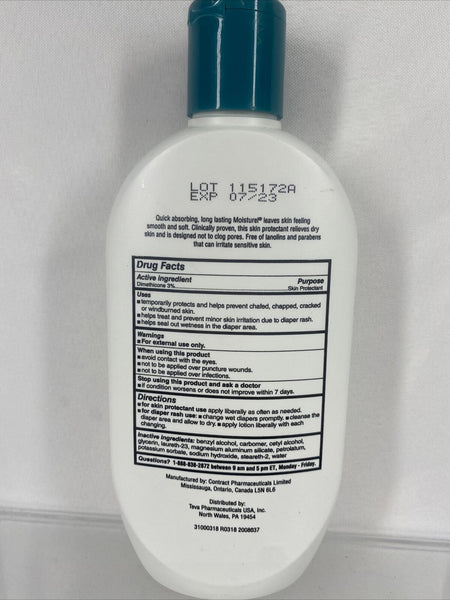 LOT 115172A
EXP 07/23
Quick absorbing, long lasting Moisturel® leaves skin feeling
smooth and soft. Clinically proven, this skin protectant relieves dry
skin and is designed not to clog pores. Free of lanolins and parabens
that can irritate sensitive skin.
Drug Facts
Active ingredient Purpose
Dimethicone 3% Skin Protectant
Uses
■ temporarily protects and helps prevent chafed, chapped, cracked
or windburned skin.
■ helps treat and prevent minor skin irritation due to diaper rash.
■ helps seal out wetness in the diaper area.
Warnings
■ For external use only.
When using this product
■ avoid contact with the eyes.
■ not to be applied over puncture wounds.
■ not to be applied over infections.
Stop using this product and ask a doctor
■ if condition worsens or does not improve within 7 days.
Directions
■ for skin protectant use apply liberally as often as needed.
■ for diaper rash use: ■ change wet diapers promptly. ■ cleanse the
diaper area and allow to dry. ■ apply lotion liberally with each
changing.
Inactive ingredients: benzyl alcohol, carbomer, cetyl alcohol,
glycerin, laureth-23, magnesium aluminum silicate, petrolatum,
potassium sorbate, sodium hydroxide, steareth-2, water
Questions? 1-888-838-2872 between 9 am and 5 pm ET, Monday - Friday.
Manufactured by: Contract Pharmaceuticals Limited
Mississauga, Ontario, Canada L5N 6L6
Distributed by:
Teva Pharmaceuticals USA, Inc.
North Wales, PA 19454
31000318 R0318 2008037